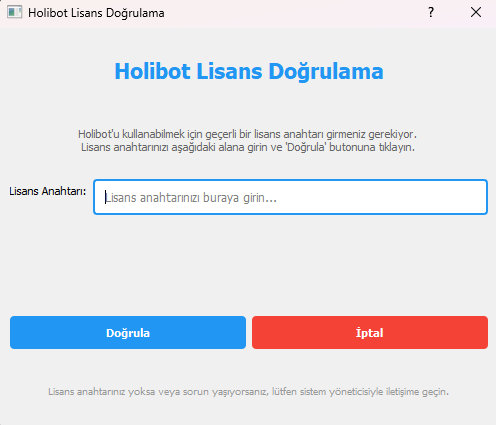 Holibot Lisans Doğrulama
?
Holibot Lisans Doğrulama
Holibot'u kullanabilmek için geçerli bir lisans anahtarı girmeniz gerekiyor.
Lisans anahtarınızı aşağıdaki alana girin ve 'Doğrula' butonuna tıklayın.
Lisans Anahtarı: Lisans anahtarınızı buraya girin...
Doğrula İptal
Lisans anahtarınız yoksa veya sorun yaşıyorsanız, lütfen sistem yöneticisiyle iletişime geçin.